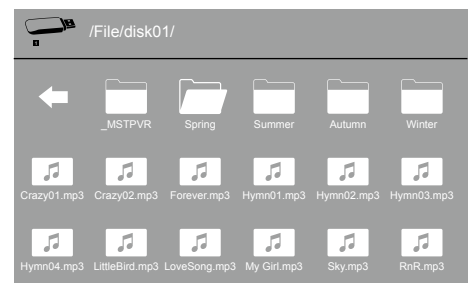 /File/disk01/
_MSTPVR Spring Summer Autumn Winter
Crazy01.mp3 Crazy02.mp3 Forever.mp3 Hymn01.mp3 Hymn02.mp3 Hymn03.mp3
Hymn04.mp3 LittleBird.mp3 LoveSong.mp3 My Girl.mp3 Sky.mp3 RnR.mp3